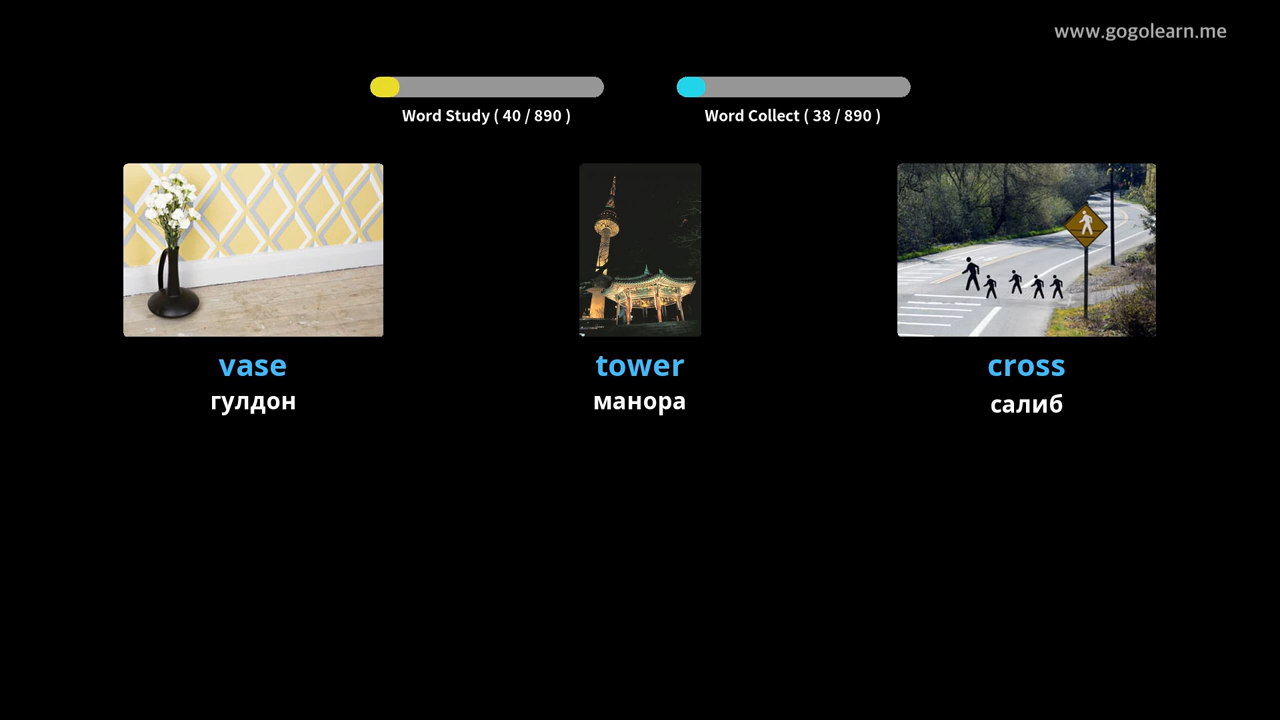 www.gogolearn.me
Word Study ( 40 / 890 )
Word Collect ( 38 / 890 )
vase
tower
cross
гулдон
манора
салиб